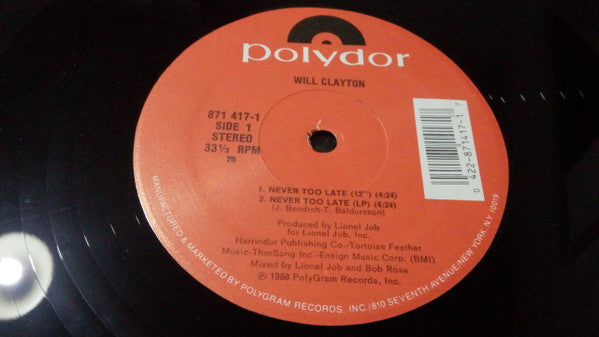 polydor
WILL CLAYTON
871 417-1
SIDE 1
STEREO
33⅓ RPM
78
0 422-871417-1 7
1. NEVER TOO LATE (12") (4:24)
2. NEVER TOO LATE (LP) (4:24)
(J. Bendich-T. Baldursson)
Produced by Lionel Job
for Lionel Job, Inc.
Harrindur Publishing Co.-Tortoise Feather
Music-ThorSong Inc.-Ensign Music Corp. (BMI)
Mixed by Lionel Job and Bob Rosa
℗ 1988 PolyGram Records, Inc.
MANUFACTURED & MARKETED BY POLYGRAM RECORDS, INC./810 SEVENTH AVENUE/NEW YORK, NY. 10019